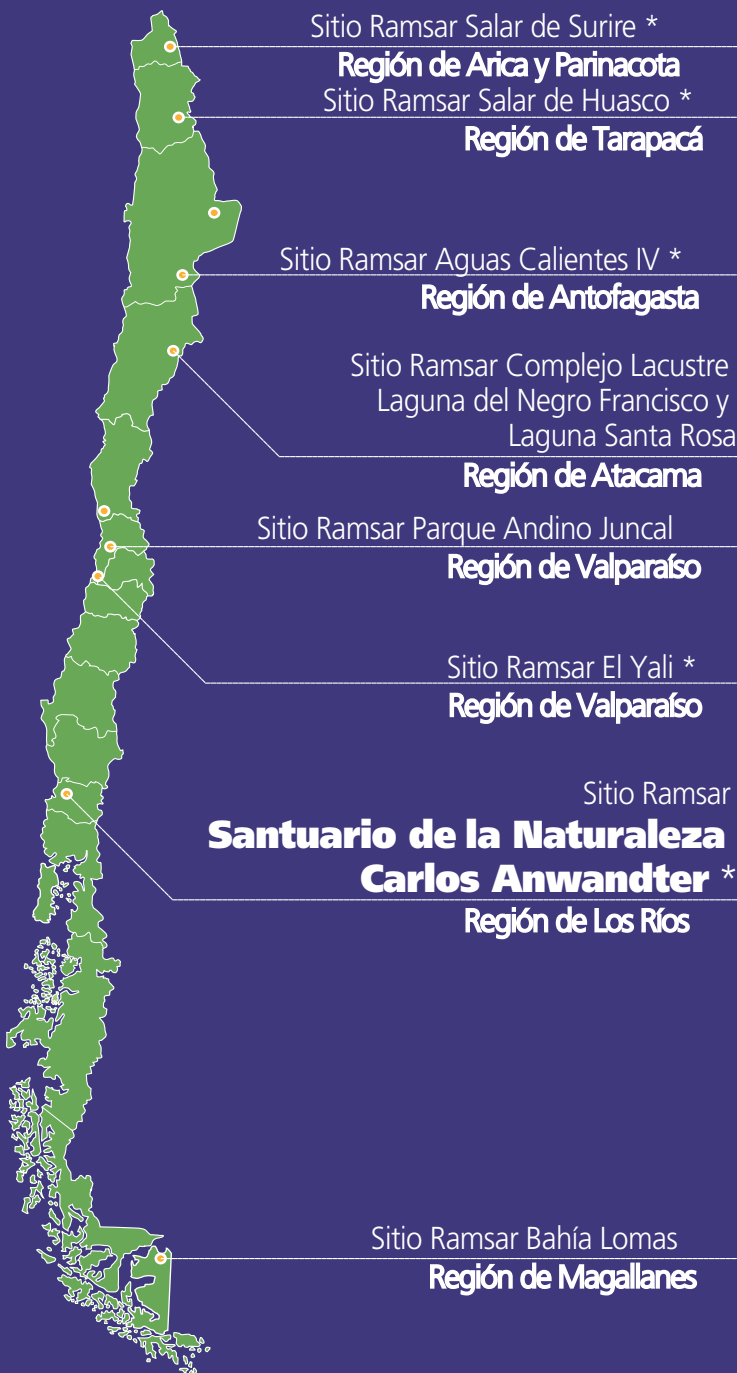 Sitio Ramsar Salar de Surire *
Región de Arica y Parinacota
Sitio Ramsar Salar de Huasco *
Región de Tarapacá
Sitio Ramsar Aguas Calientes IV *
Región de Antofagasta
Sitio Ramsar Complejo Lacustre
Laguna del Negro Francisco y
Laguna Santa Rosa
Región de Atacama
Sitio Ramsar Parque Andino Juncal
Región de Valparaíso
Sitio Ramsar El Yali *
Región de Valparaíso
Sitio Ramsar
Santuario de la Naturaleza
Carlos Anwandter *
Región de Los Ríos
Sitio Ramsar Bahía Lomas
Región de Magallanes